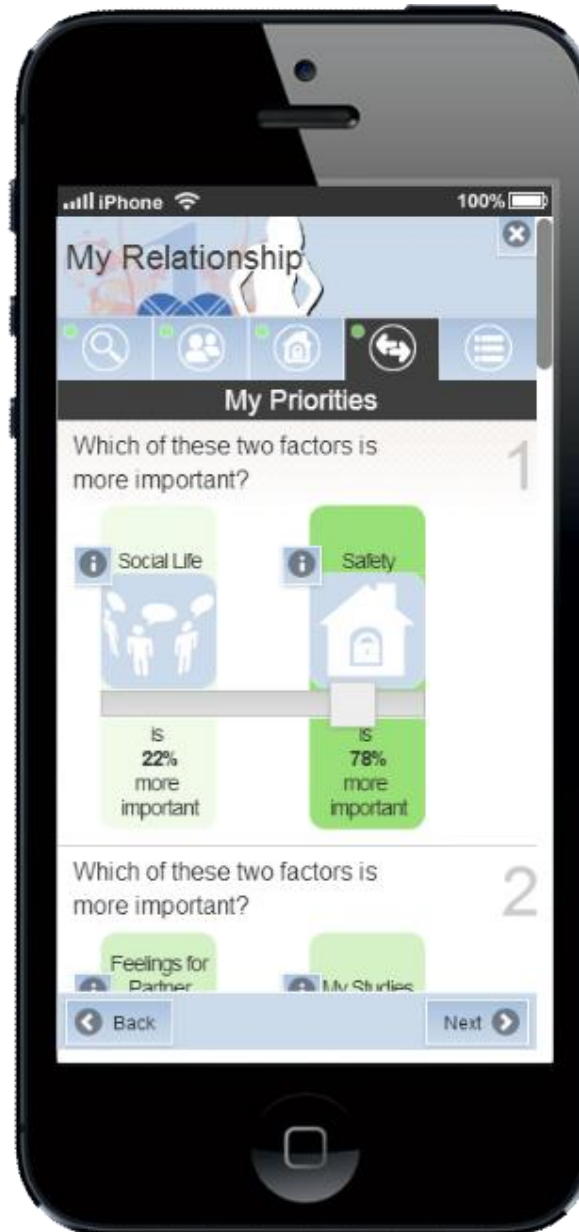 iPhone 100%
My Relationship
My Priorities
Which of these two factors is
more important?
1
Social Life
Safety
is
22%
more
important
is
78%
more
important
Which of these two factors is
more important?
2
Feelings for
Partner
My Studies
Back
Next